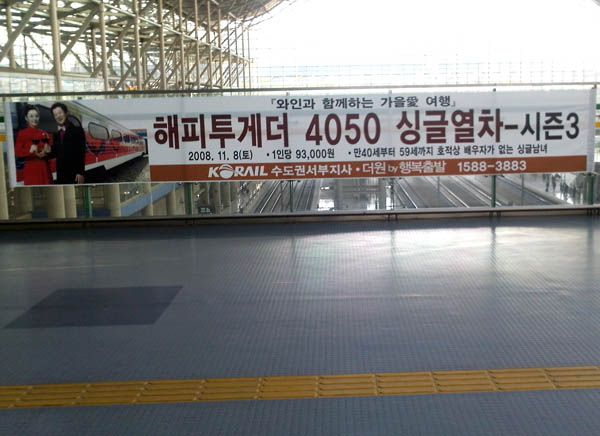 『와인과 함께하는 가을愛 여행』
해피투게더 4050 싱글열차-시즌3
2008. 11. 8(토) •1인당 93,000원 •만40세부터 59세까지 호적상 배우자가 없는 싱글남녀
KORAIL 수도권서부지사•더원 by 행복출발 1588-3883